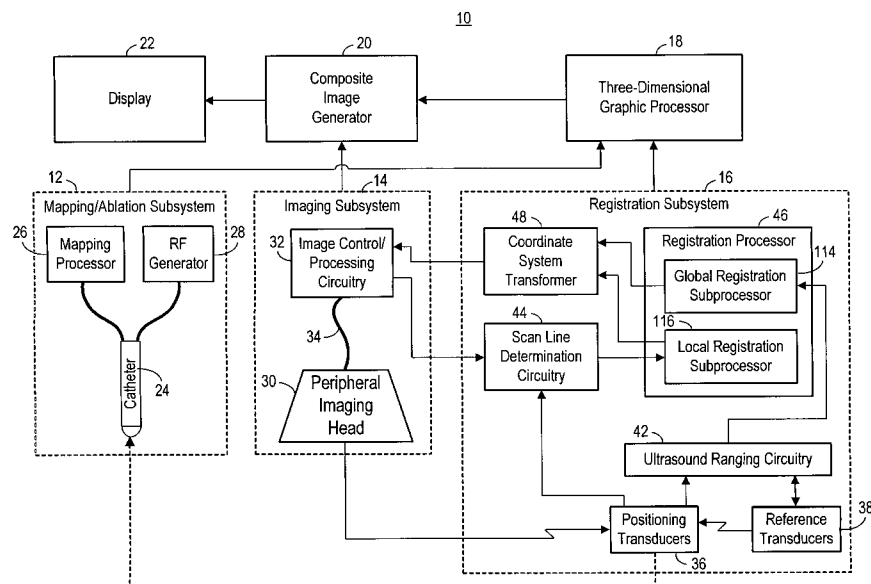 10
22
20
18
Display
Composite
Image
Generator
Three-Dimensional
Graphic Processor
12
Mapping/Ablation Subsystem
26
Mapping
Processor
RF
Generator
28
Catheter
24
14
Imaging Subsystem
32
Image Control/
Processing
Circuitry
34
30
Peripheral
Imaging
Head
16
Registration Subsystem
48
Coordinate
System
Transformer
46
Registration Processor
114
Global Registration
Subprocessor
116
Local Registration
Subprocessor
44
Scan Line
Determination
Circuitry
42
Ultrasound Ranging Circuitry
Positioning
Transducers
36
Reference
Transducers
38